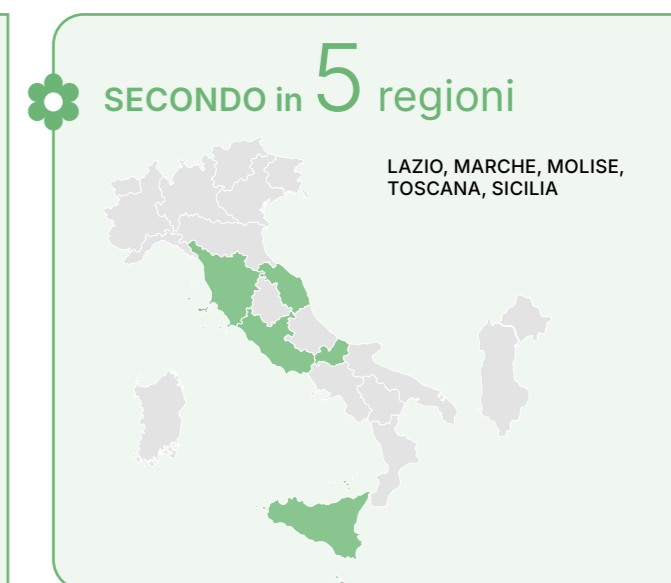 SECONDO in 5 regioni
LAZIO, MARCHE, MOLISE,
TOSCANA, SICILIA